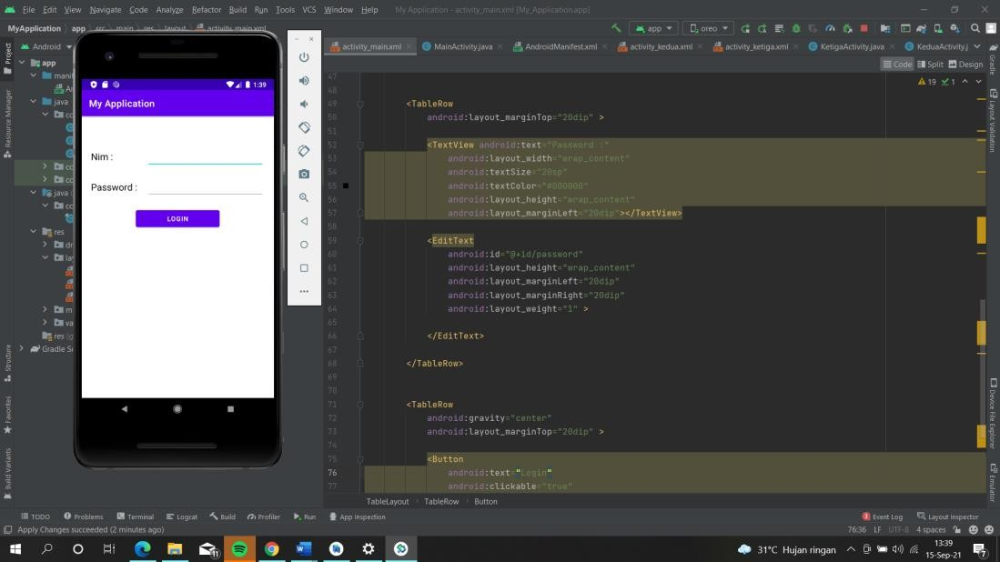 File Edit View Navigate Code Analyze Refactor Build Run Tools VCS Window Help My Application - activity_main.xml [My_Application.app]
MyApplication app src main res layout activity_main.xml
app oreo
Android
activity_main.xml MainActivity.java AndroidManifest.xml activity_kedua.xml activity_ketiga.xml KetigaActivity.java KeduaActivity.j
Code Split Design
19 1
Project
Resource Manager
Structure
Favorites
Build Variants
app
manif
java
java (
res
la
m
va
res (
Gradle Sc
1:39
My Application
Nim :
Password :
LOGIN
47
48
49 <TableRow
50 android:layout_marginTop="20dip" >
51
52 <TextView android:text="Password :"
53 android:layout_width="wrap_content"
54 android:textSize="20sp"
55 android:textColor="#000000"
56 android:layout_height="wrap_content"
57 android:layout_marginLeft="20dip"></TextView>
58
59 <EditText
60 android:id="@+id/password"
61 android:layout_height="wrap_content"
62 android:layout_marginLeft="20dip"
63 android:layout_marginRight="20dip"
64 android:layout_weight="1" >
65
66 </EditText>
67
68 </TableRow>
69
70
71 <TableRow
72 android:gravity="center"
73 android:layout_marginTop="20dip" >
74
75 <Button
76 android:text="Login"
77 android:clickable="true"
TableLayout TableRow Button
Gradle
Layout Validation
Device File Explorer
Emulator
TODO Problems Terminal Logcat Build Profiler Run App Inspection
3 Event Log Layout Inspector
Apply Changes succeeded (2 minutes ago)
76:36 LF UTF-8 4 spaces
11
31°C Hujan ringan
13:39
15-Sep-21
7